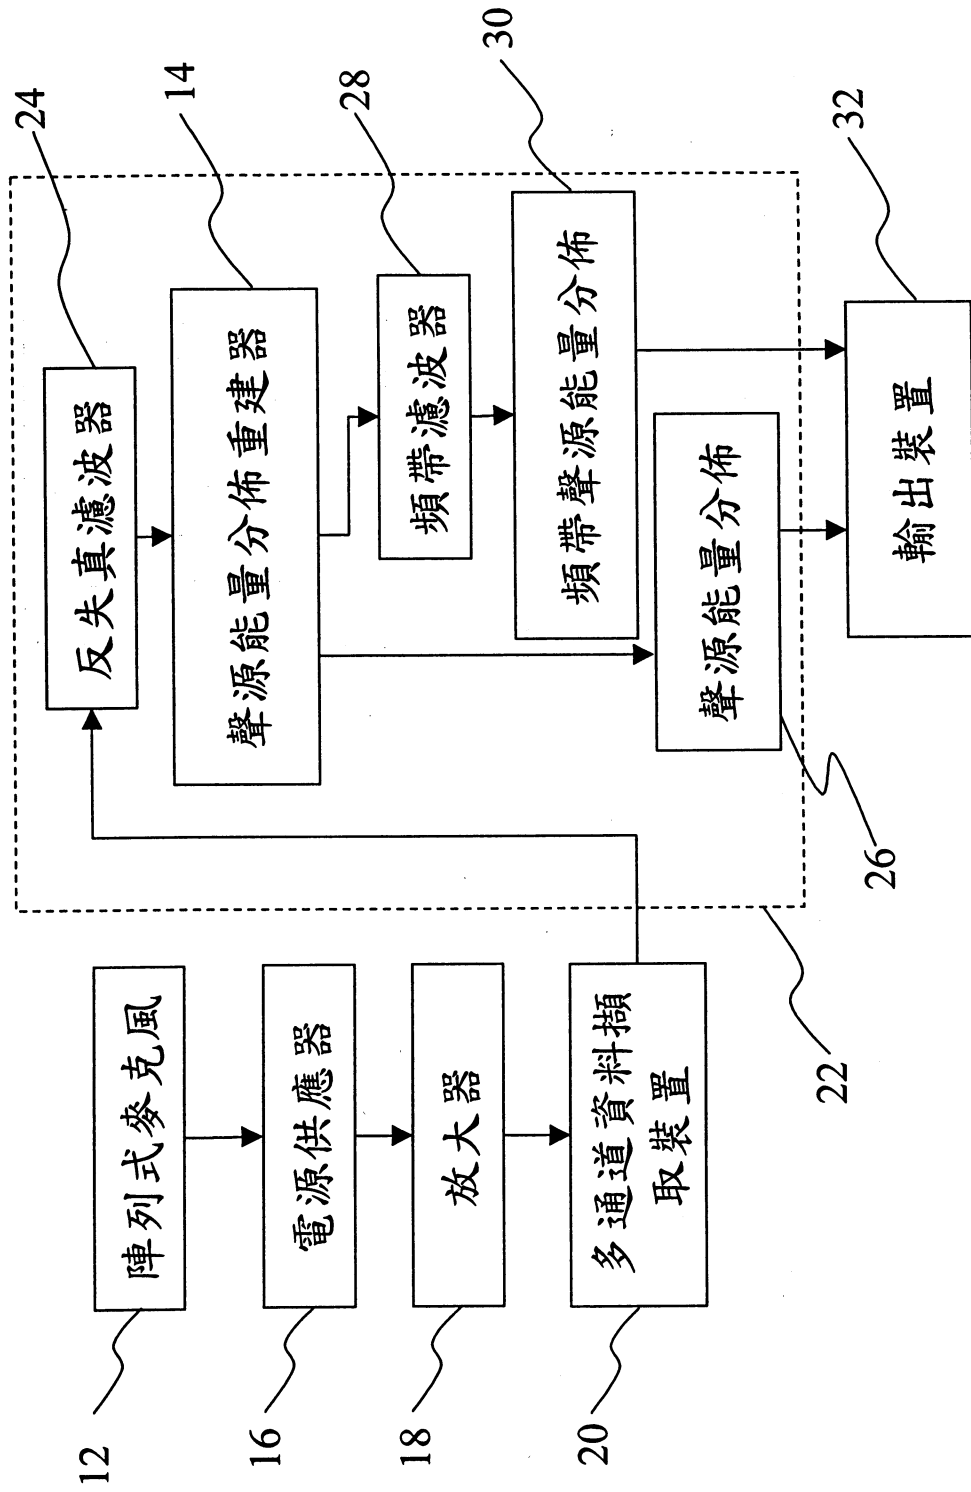 12
陣列式麥克風
16
電源供應器
18
放大器
20
多通道資料擷
取裝置
22
24
反失真濾波器
14
聲源能量分佈重建器
28
頻帶濾波器
30
頻帶聲源能量分佈
26
聲源能量分佈
32
輸出裝置